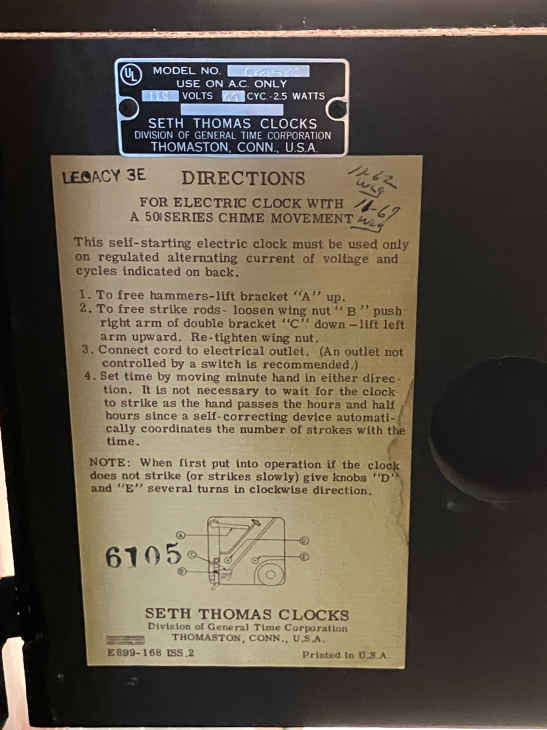 UL
MODEL NO.
USE ON A.C. ONLY
115 VOLTS 60 CYC.-2.5 WATTS
SETH THOMAS CLOCKS
DIVISION OF GENERAL TIME CORPORATION
THOMASTON, CONN., U.S.A.
LEGACY 3E DIRECTIONS
11-62
11-69
FOR ELECTRIC CLOCK WITH
A 501 SERIES CHIME MOVEMENT
This self-starting electric clock must be used only
on regulated alternating current of voltage and
cycles indicated on back.
1. To free hammers-lift bracket "A" up.
2. To free strike rods- loosen wing nut "B" push
right arm of double bracket "C" down -lift left
arm upward. Re-tighten wing nut.
3. Connect cord to electrical outlet. (An outlet not
controlled by a switch is recommended.)
4. Set time by moving minute hand in either direc-
tion. It is not necessary to wait for the clock
to strike as the hand passes the hours and half
hours since a self-correcting device automati-
cally coordinates the number of strokes with the
time.
NOTE: When first put into operation if the clock
does not strike (or strikes slowly) give knobs "D"
and "E" several turns in clockwise direction.
6105
SETH THOMAS CLOCKS
Division of General Time Corporation
THOMASTON, CONN., U.S.A.
E899-168 ISS.2 Printed in U.S.A.